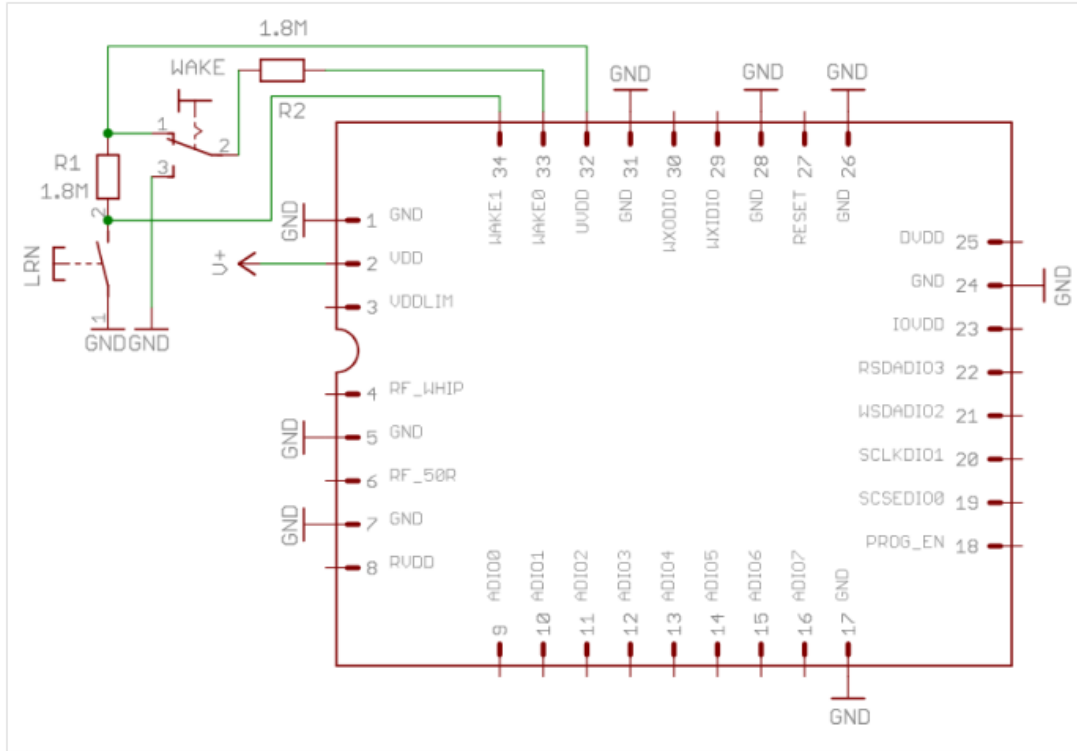 1.8M
WAKE
R2
1
2
3
R1
1.8M
2
LRN
1
GND
GND
V+
GND
GND
GND
GND
GND
GND
1 GND
2 VDD
3 VDDLIM
4 RF_WHIP
5 GND
6 RF_50R
7 GND
8 RVDD
34 WAKE1
33 WAKE0
32 UVDD
31 GND
30 WXODIO
29 WXIDIO
28 GND
27 RESET
26 GND
DVDD 25
GND 24
GND
IOVDD 23
RSDADIO3 22
WSDADIO2 21
SCLKDIO1 20
SCSEDIO0 19
PROG_EN 18
ADIO0 9
ADIO1 10
ADIO2 11
ADIO3 12
ADIO4 13
ADIO5 14
ADIO6 15
ADIO7 16
GND 17
GND